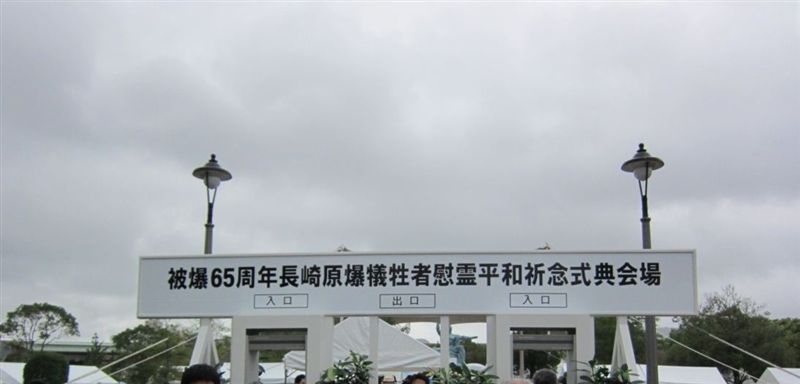 被爆65周年長崎原爆犠牲者慰霊平和祈念式典会場
入口
出口
入口